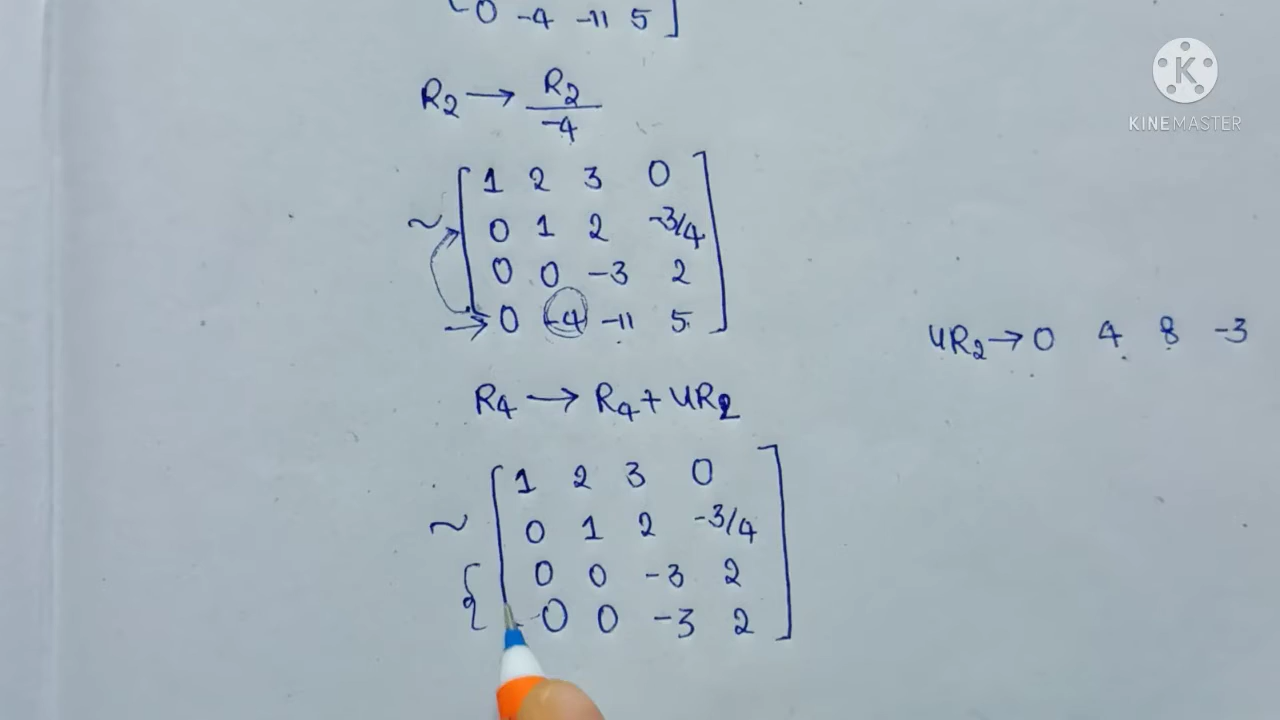 0 -4 -11 5
R2 → R2
-4
KINEMASTER
1 2 3 0
~ 0 1 2 -3/4
0 0 -3 2
→ 0 -4 -11 5
4R2 → 0 4 8 -3
R4 → R4 + 4R2
1 2 3 0
~ 0 1 2 -3/4
0 0 -3 2
0 0 -3 2